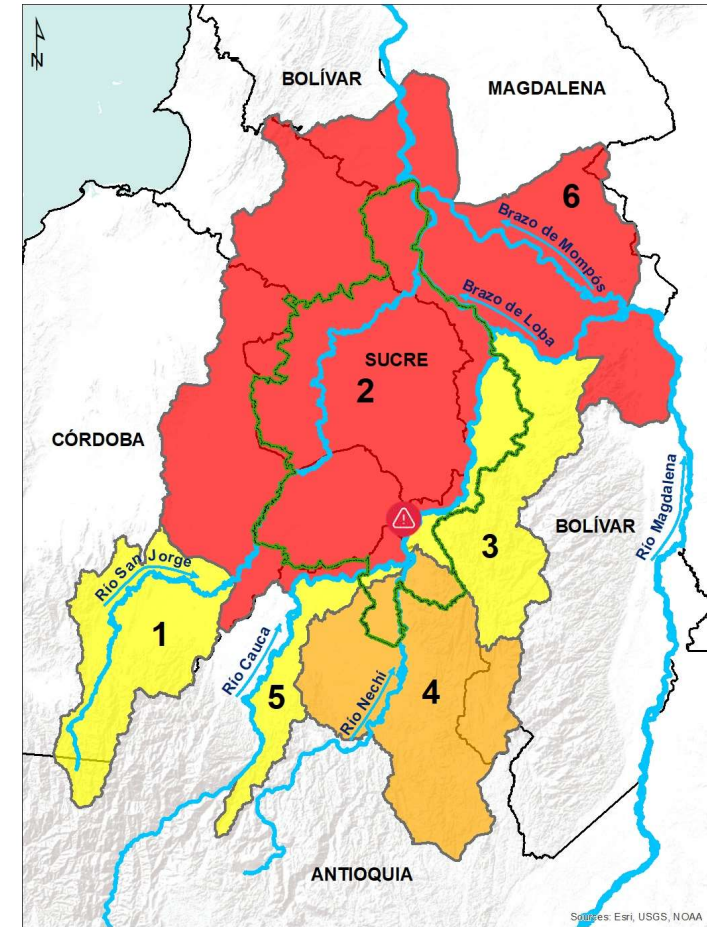 N
BOLÍVAR
MAGDALENA
6
Brazo de Mompós
Brazo de Loba
SUCRE
2
CÓRDOBA
BOLÍVAR
Río Magdalena
3
Río San Jorge
1
Río Cauca
5
Río Nechí
4
ANTIOQUIA
Sources: Esri, USGS, NOAA